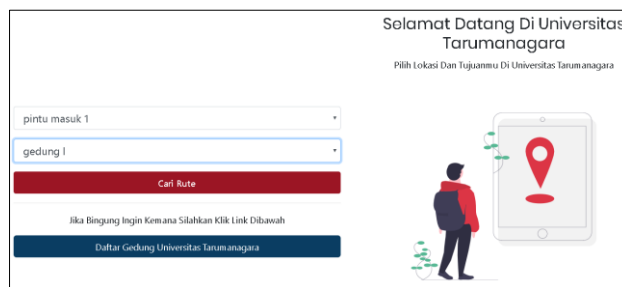 Selamat Datang Di Universitas
Tarumanagara
Pilih Lokasi Dan Tujuanmu Di Universitas Tarumanagara
pintu masuk 1
gedung l
Cari Rute
Jika Bingung Ingin Kemana Silahkan Klik Link Dibawah
Daftar Gedung Universitas Tarumanagara